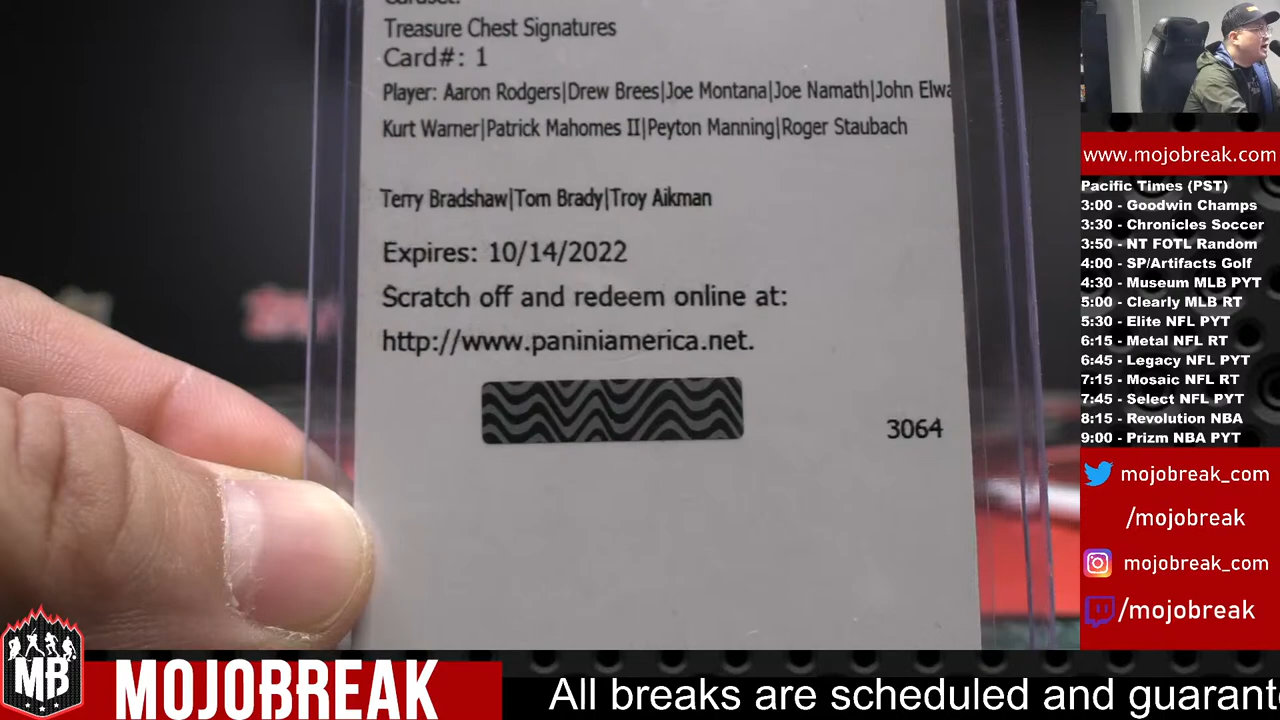 Treasure Chest Signatures
Card#: 1
Player: Aaron Rodgers|Drew Brees|Joe Montana|Joe Namath|John Elwa
Kurt Warner|Patrick Mahomes II|Peyton Manning|Roger Staubach
Terry Bradshaw|Tom Brady|Troy Aikman
Expires: 10/14/2022
Scratch off and redeem online at:
http://www.paniniamerica.net.
3064
www.mojobreak.com
Pacific Times (PST)
3:00 - Goodwin Champs
3:30 - Chronicles Soccer
3:50 - NT FOTL Random
4:00 - SP/Artifacts Golf
4:30 - Museum MLB PYT
5:00 - Clearly MLB RT
5:30 - Elite NFL PYT
6:15 - Metal NFL RT
6:45 - Legacy NFL PYT
7:15 - Mosaic NFL RT
7:45 - Select NFL PYT
8:15 - Revolution NBA
9:00 - Prizm NBA PYT
mojobreak_com
/mojobreak
mojobreak_com
/mojobreak
MB
MOJOBREAK
All breaks are scheduled and guarant